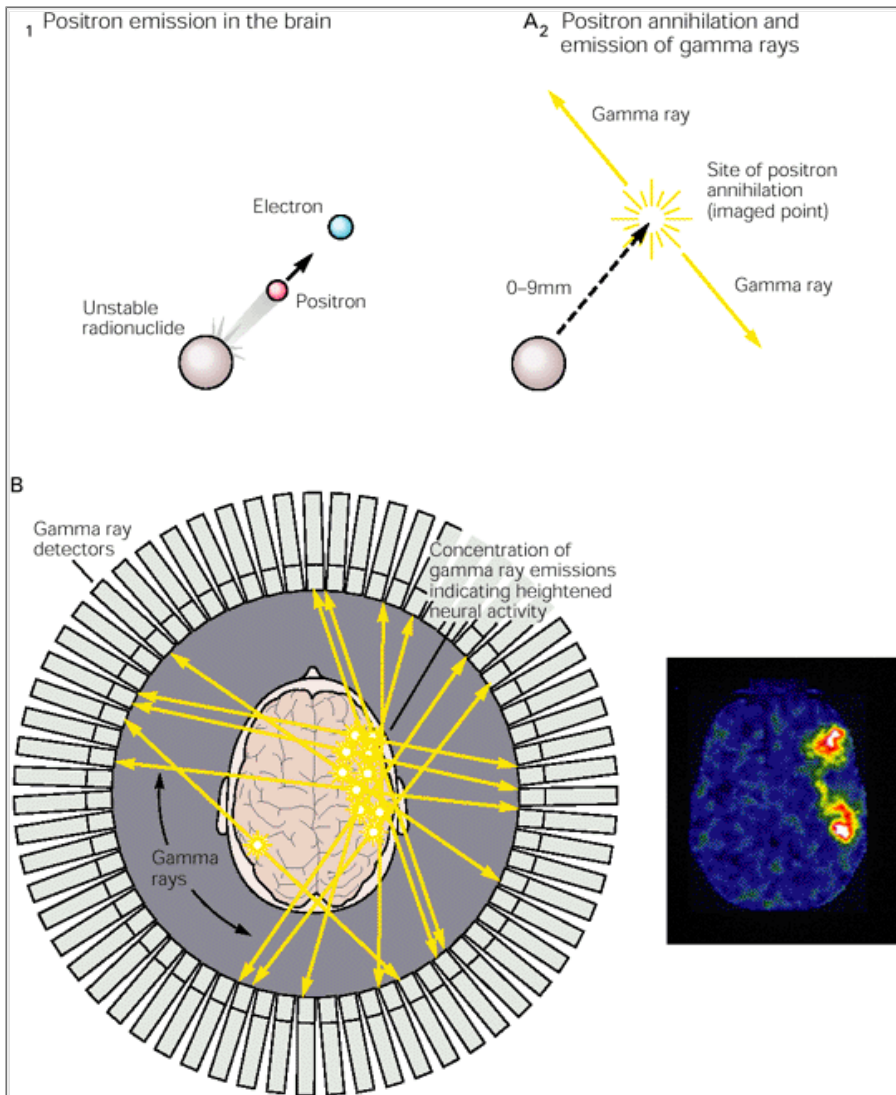 1 Positron emission in the brain
A2 Positron annihilation and
emission of gamma rays
Gamma ray
Site of positron
annihilation
(imaged point)
Electron
0–9mm
Gamma ray
Positron
Unstable
radionuclide
B
Gamma ray
detectors
Concentration of
gamma ray emissions
indicating heightened
neural activity
Gamma
rays